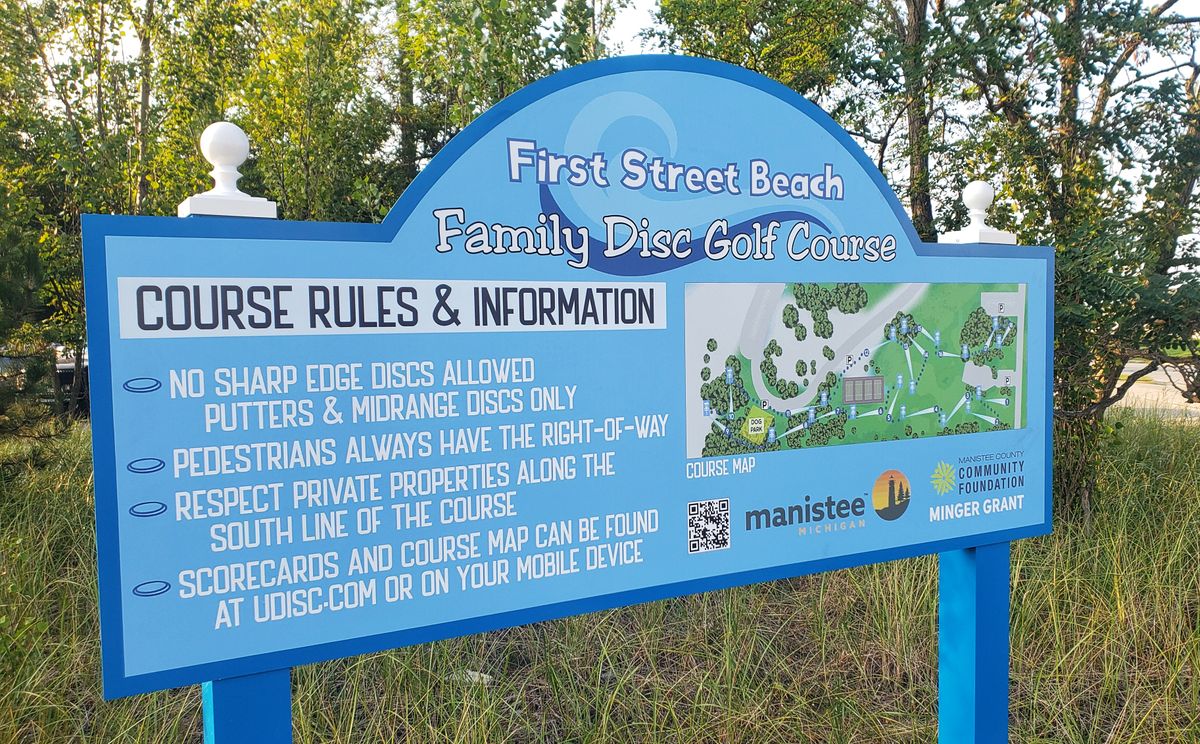 First Street Beach
Family Disc Golf Course
COURSE RULES & INFORMATION
NO SHARP EDGE DISCS ALLOWED
PUTTERS & MIDRANGE DISCS ONLY
PEDESTRIANS ALWAYS HAVE THE RIGHT-OF-WAY
RESPECT PRIVATE PROPERTIES ALONG THE
SOUTH LINE OF THE COURSE
SCORECARDS AND COURSE MAP CAN BE FOUND
AT UDISC.COM OR ON YOUR MOBILE DEVICE
P
P
P
P
DOG
PARK
COURSE MAP
manistee™
MICHIGAN
MANISTEE COUNTY
COMMUNITY
FOUNDATION
MINGER GRANT